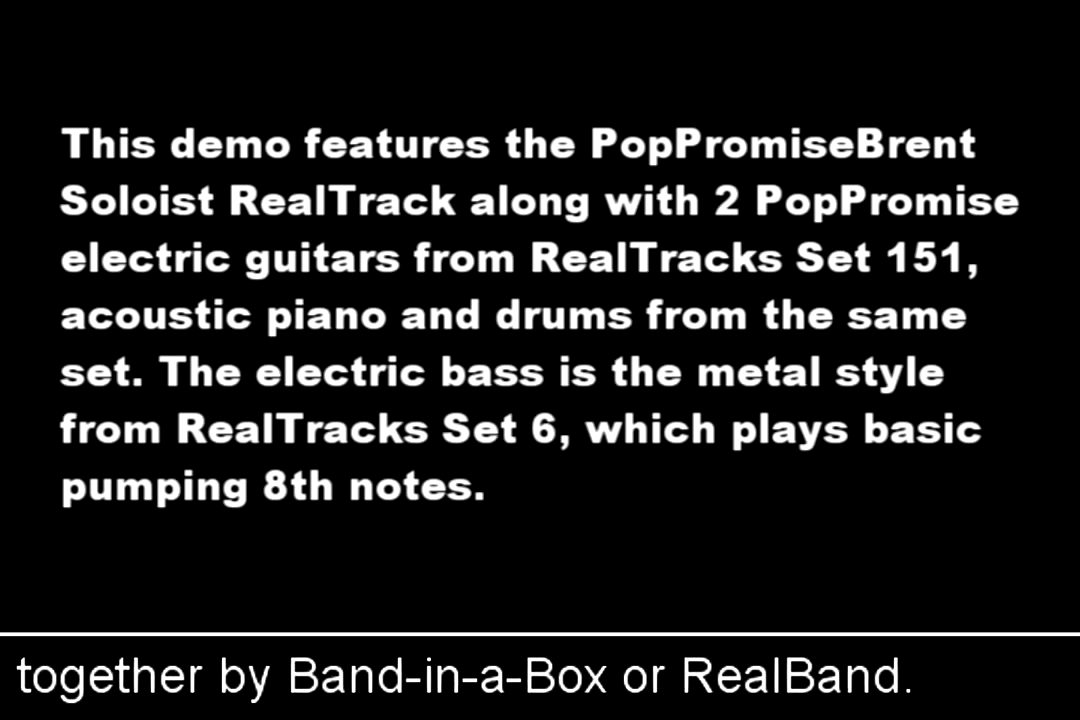 This demo features the PopPromiseBrent
Soloist RealTrack along with 2 PopPromise
electric guitars from RealTracks Set 151,
acoustic piano and drums from the same
set. The electric bass is the metal style
from RealTracks Set 6, which plays basic
pumping 8th notes.
together by Band-in-a-Box or RealBand.